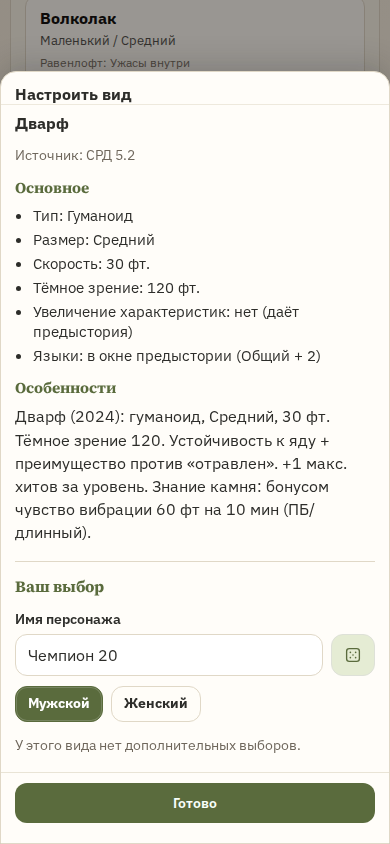 Волколак
Маленький / Средний
Равенлофт: Ужасы внутри
Настроить вид
Дварф
Источник: СРД 5.2
Основное
• Тип: Гуманоид
• Размер: Средний
• Скорость: 30 фт.
• Тёмное зрение: 120 фт.
• Увеличение характеристик: нет (даёт
предыстория)
• Языки: в окне предыстории (Общий + 2)
Особенности
Дварф (2024): гуманоид, Средний, 30 фт.
Тёмное зрение 120. Устойчивость к яду +
преимущество против «отравлен». +1 макс.
хитов за уровень. Знание камня: бонусом
чувство вибрации 60 фт на 10 мин (ПБ/
длинный).
Ваш выбор
Имя персонажа
Чемпион 20
Мужской
Женский
У этого вида нет дополнительных выборов.
Готово